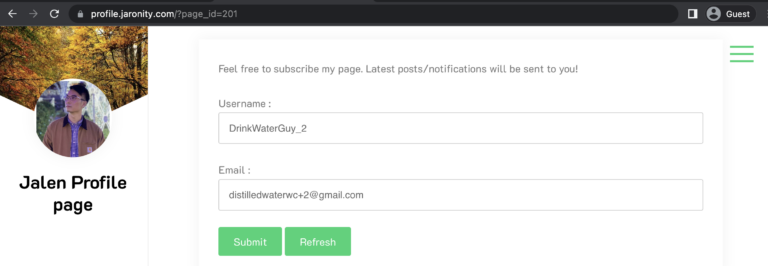 profile.jaronity.com/?page_id=201
Guest
Feel free to subscribe my page. Latest posts/notifications will be sent to you!
Username :
DrinkWaterGuy_2
Email :
distilledwaterwc+2@gmail.com
Submit
Refresh
Jalen Profile
page